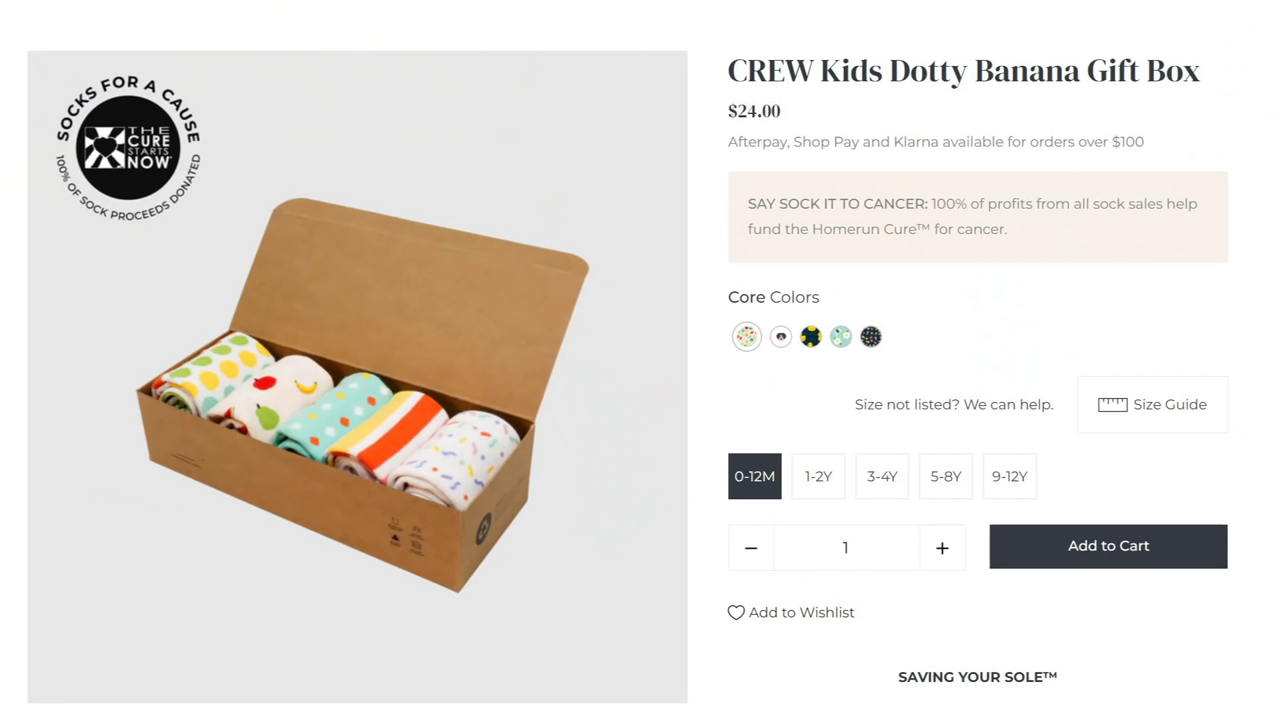 SOCKS FOR A CAUSE
THE
CURE
STARTS
NOW
100% OF SOCK PROCEEDS DONATED
CREW Kids Dotty Banana Gift Box
$24.00
Afterpay, Shop Pay and Klarna available for orders over $100
SAY SOCK IT TO CANCER: 100% of profits from all sock sales help
fund the Homerun Cure™ for cancer.
Core Colors
Size not listed? We can help.
Size Guide
0-12M
1-2Y
3-4Y
5-8Y
9-12Y
− 1 +
Add to Cart
Add to Wishlist
SAVING YOUR SOLE™